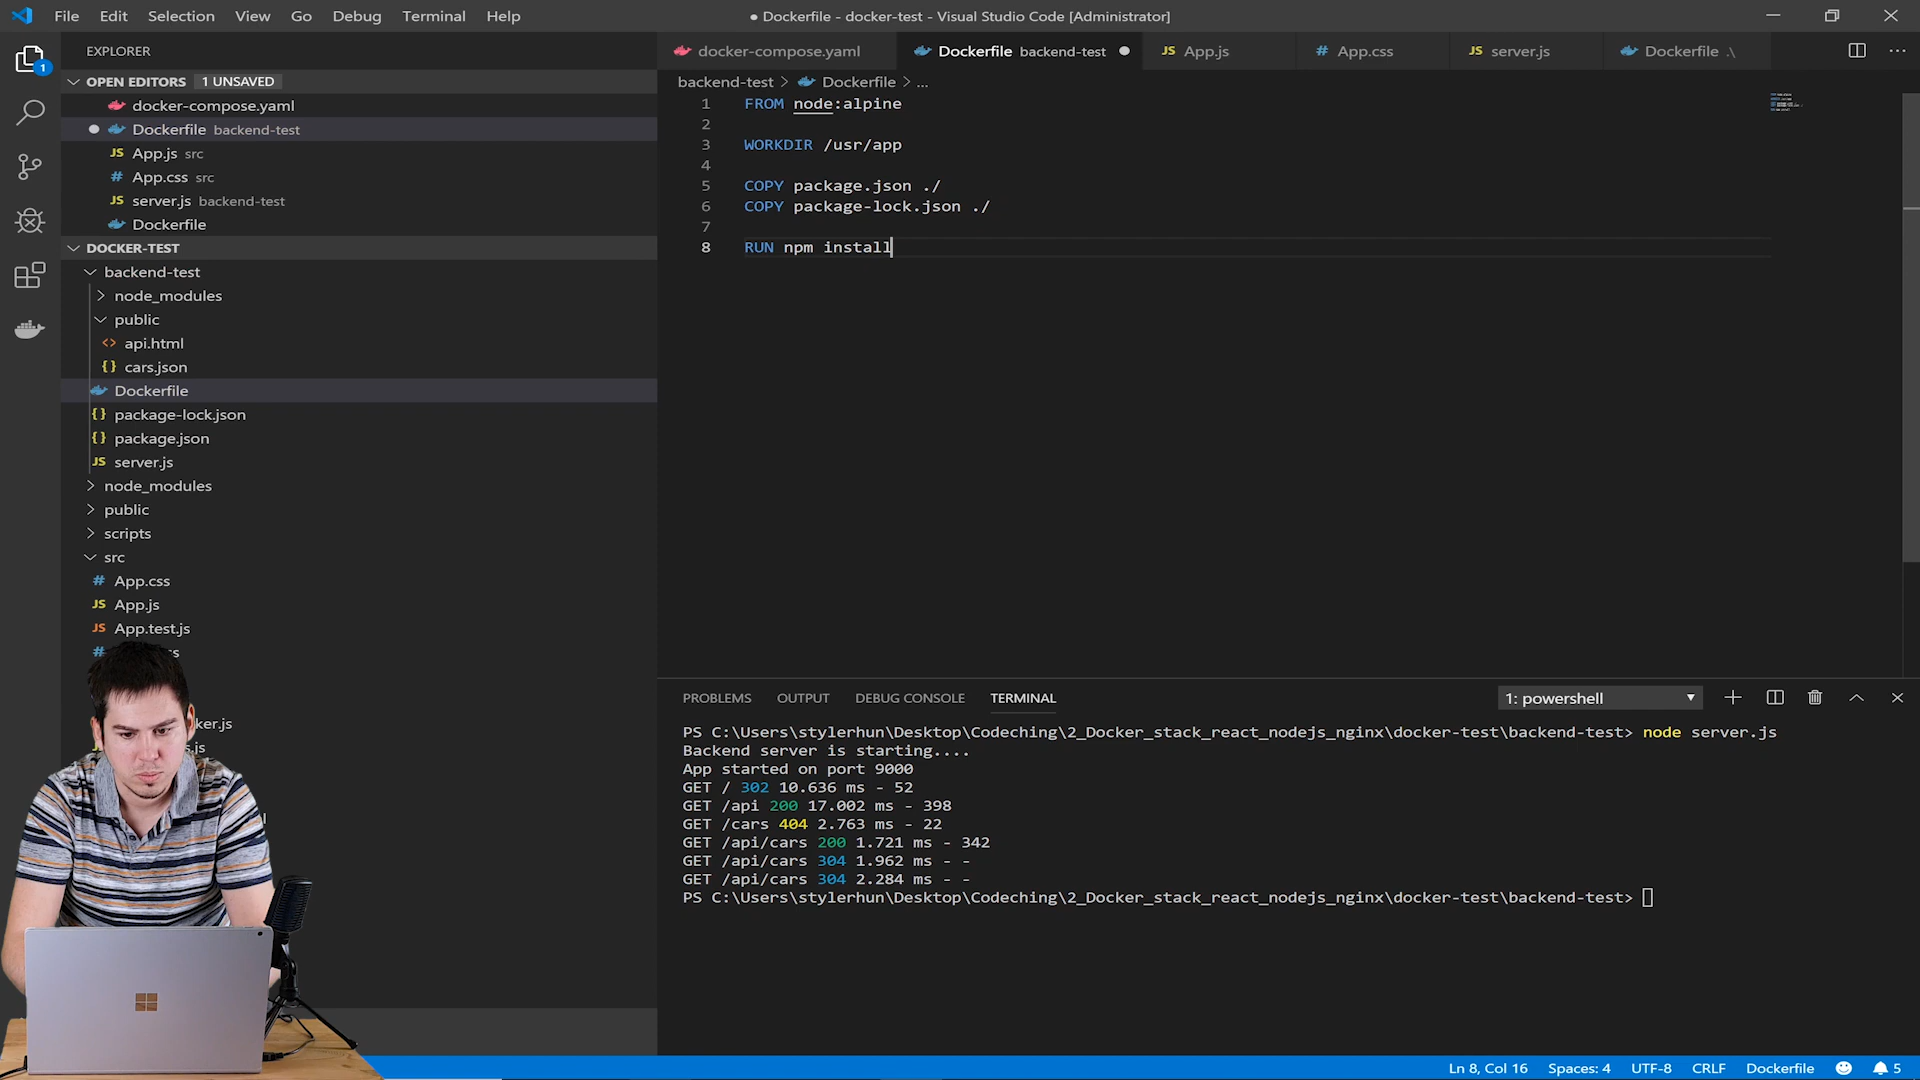 File Edit Selection View Go Debug Terminal Help
● Dockerfile - docker-test - Visual Studio Code [Administrator]
EXPLORER
OPEN EDITORS 1 UNSAVED
docker-compose.yaml
Dockerfile backend-test
App.js src
App.css src
server.js backend-test
Dockerfile
DOCKER-TEST
backend-test
node_modules
public
api.html
cars.json
Dockerfile
package-lock.json
package.json
server.js
node_modules
public
scripts
src
App.css
App.js
App.test.js
docker-compose.yaml Dockerfile backend-test App.js App.css server.js Dockerfile .\
backend-test > Dockerfile > ...
1 FROM node:alpine
2
3 WORKDIR /usr/app
4
5 COPY package.json ./
6 COPY package-lock.json ./
7
8 RUN npm install
PROBLEMS OUTPUT DEBUG CONSOLE TERMINAL 1: powershell
PS C:\Users\stylerhun\Desktop\Codeching\2_Docker_stack_react_nodejs_nginx\docker-test\backend-test> node server.js
Backend server is starting....
App started on port 9000
GET / 302 10.636 ms - 52
GET /api 200 17.002 ms - 398
GET /cars 404 2.763 ms - 22
GET /api/cars 200 1.721 ms - 342
GET /api/cars 304 1.962 ms - -
GET /api/cars 304 2.284 ms - -
PS C:\Users\stylerhun\Desktop\Codeching\2_Docker_stack_react_nodejs_nginx\docker-test\backend-test>
Ln 8, Col 16 Spaces: 4 UTF-8 CRLF Dockerfile 5